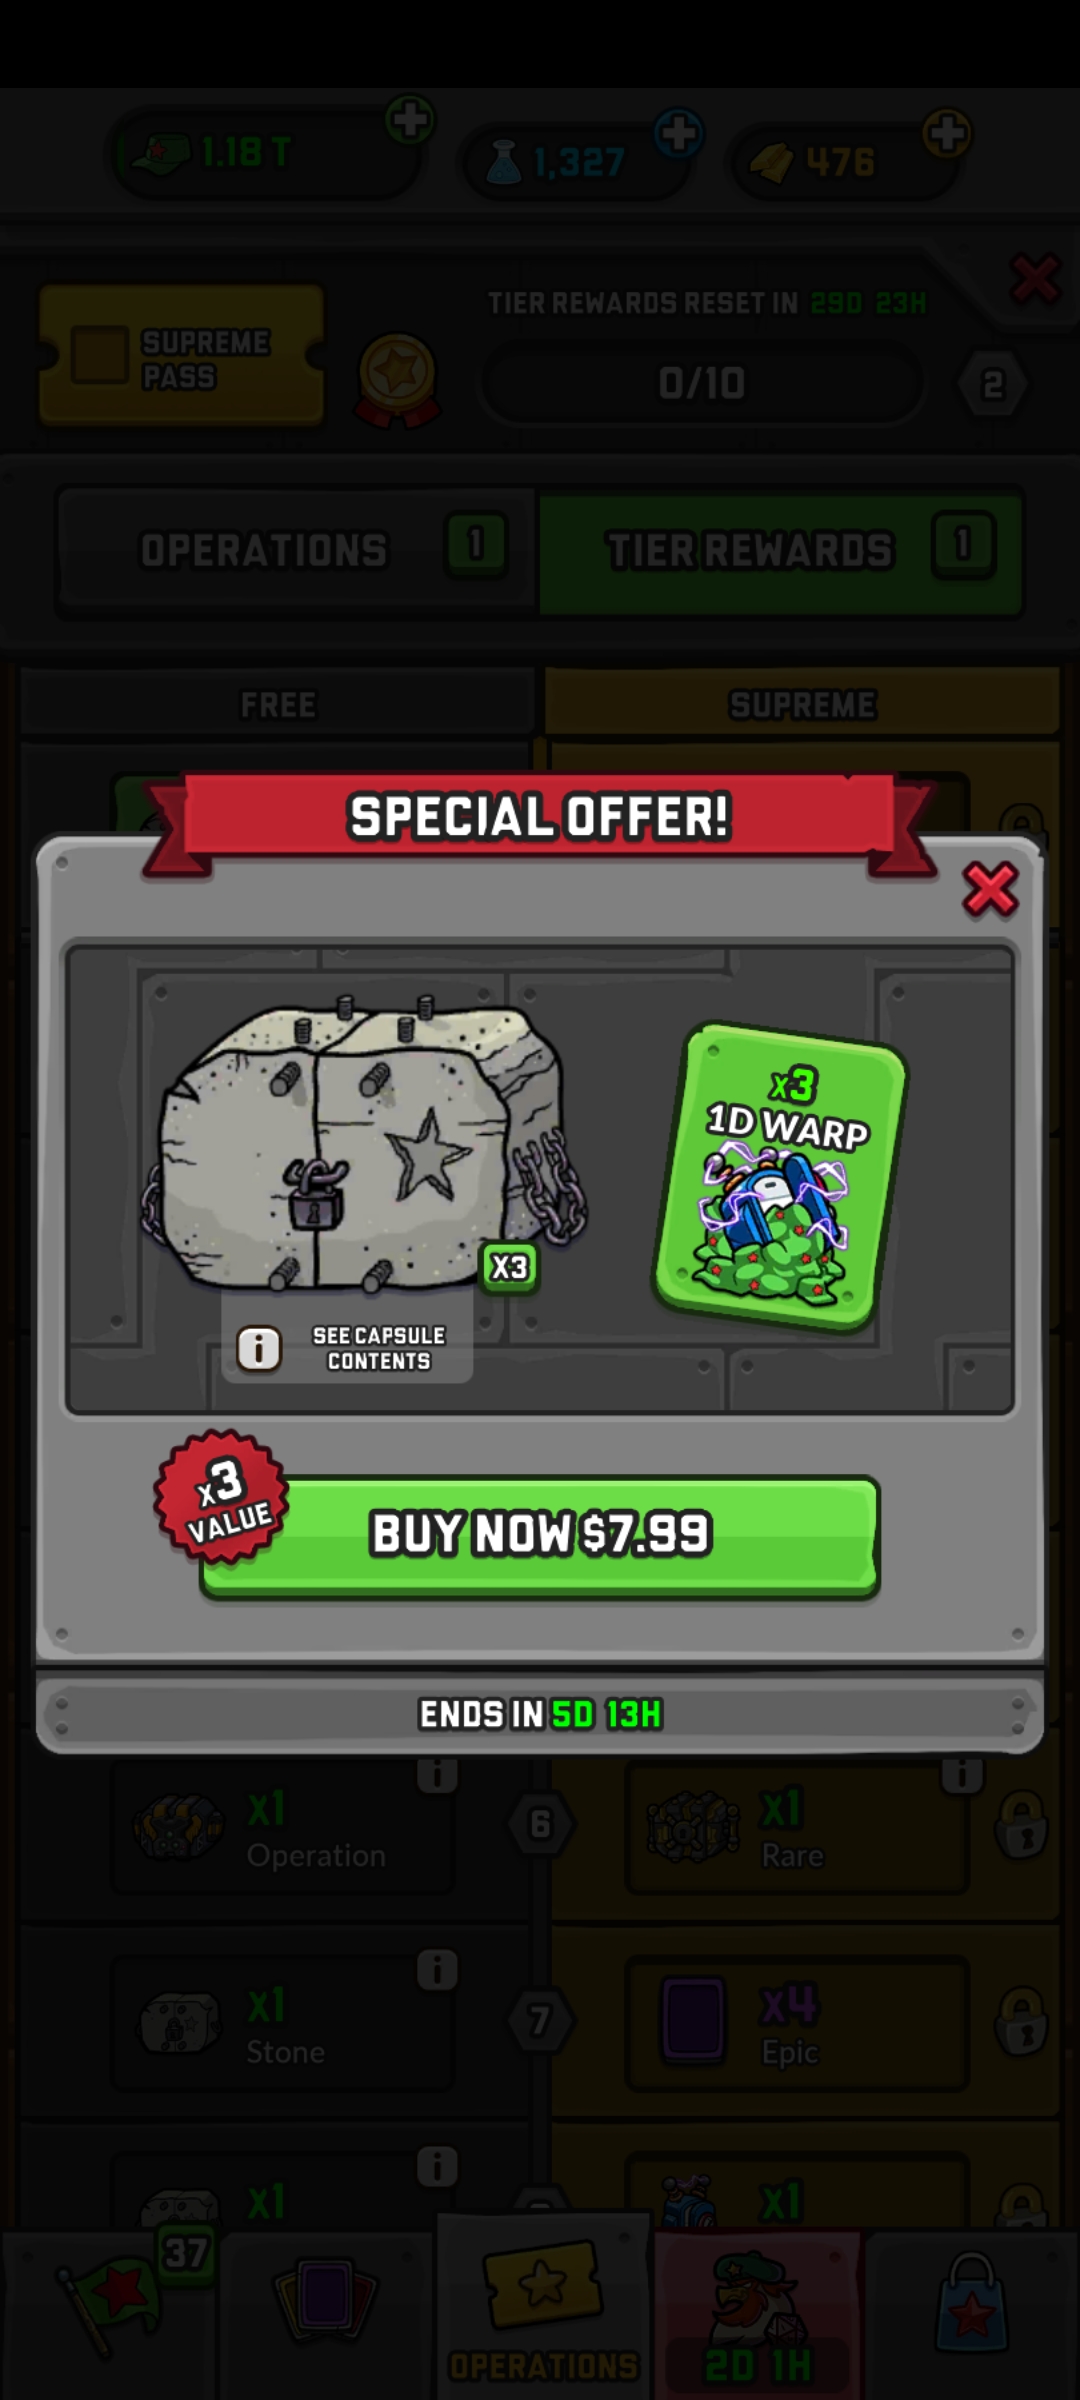 1.18 T
1,327
476
TIER REWARDS RESET IN 29D 23H
SUPREME
PASS
0/10
2
OPERATIONS
1
TIER REWARDS
1
FREE
SUPREME
SPECIAL OFFER!
X3
1D WARP
X3
i
SEE CAPSULE
CONTENTS
X3
VALUE
BUY NOW $7.99
ENDS IN 5D 13H
i
i
X1
Operation
6
X1
Rare
i
X1
Stone
7
X4
Epic
i
X1
X1
37
OPERATIONS
2D 1H